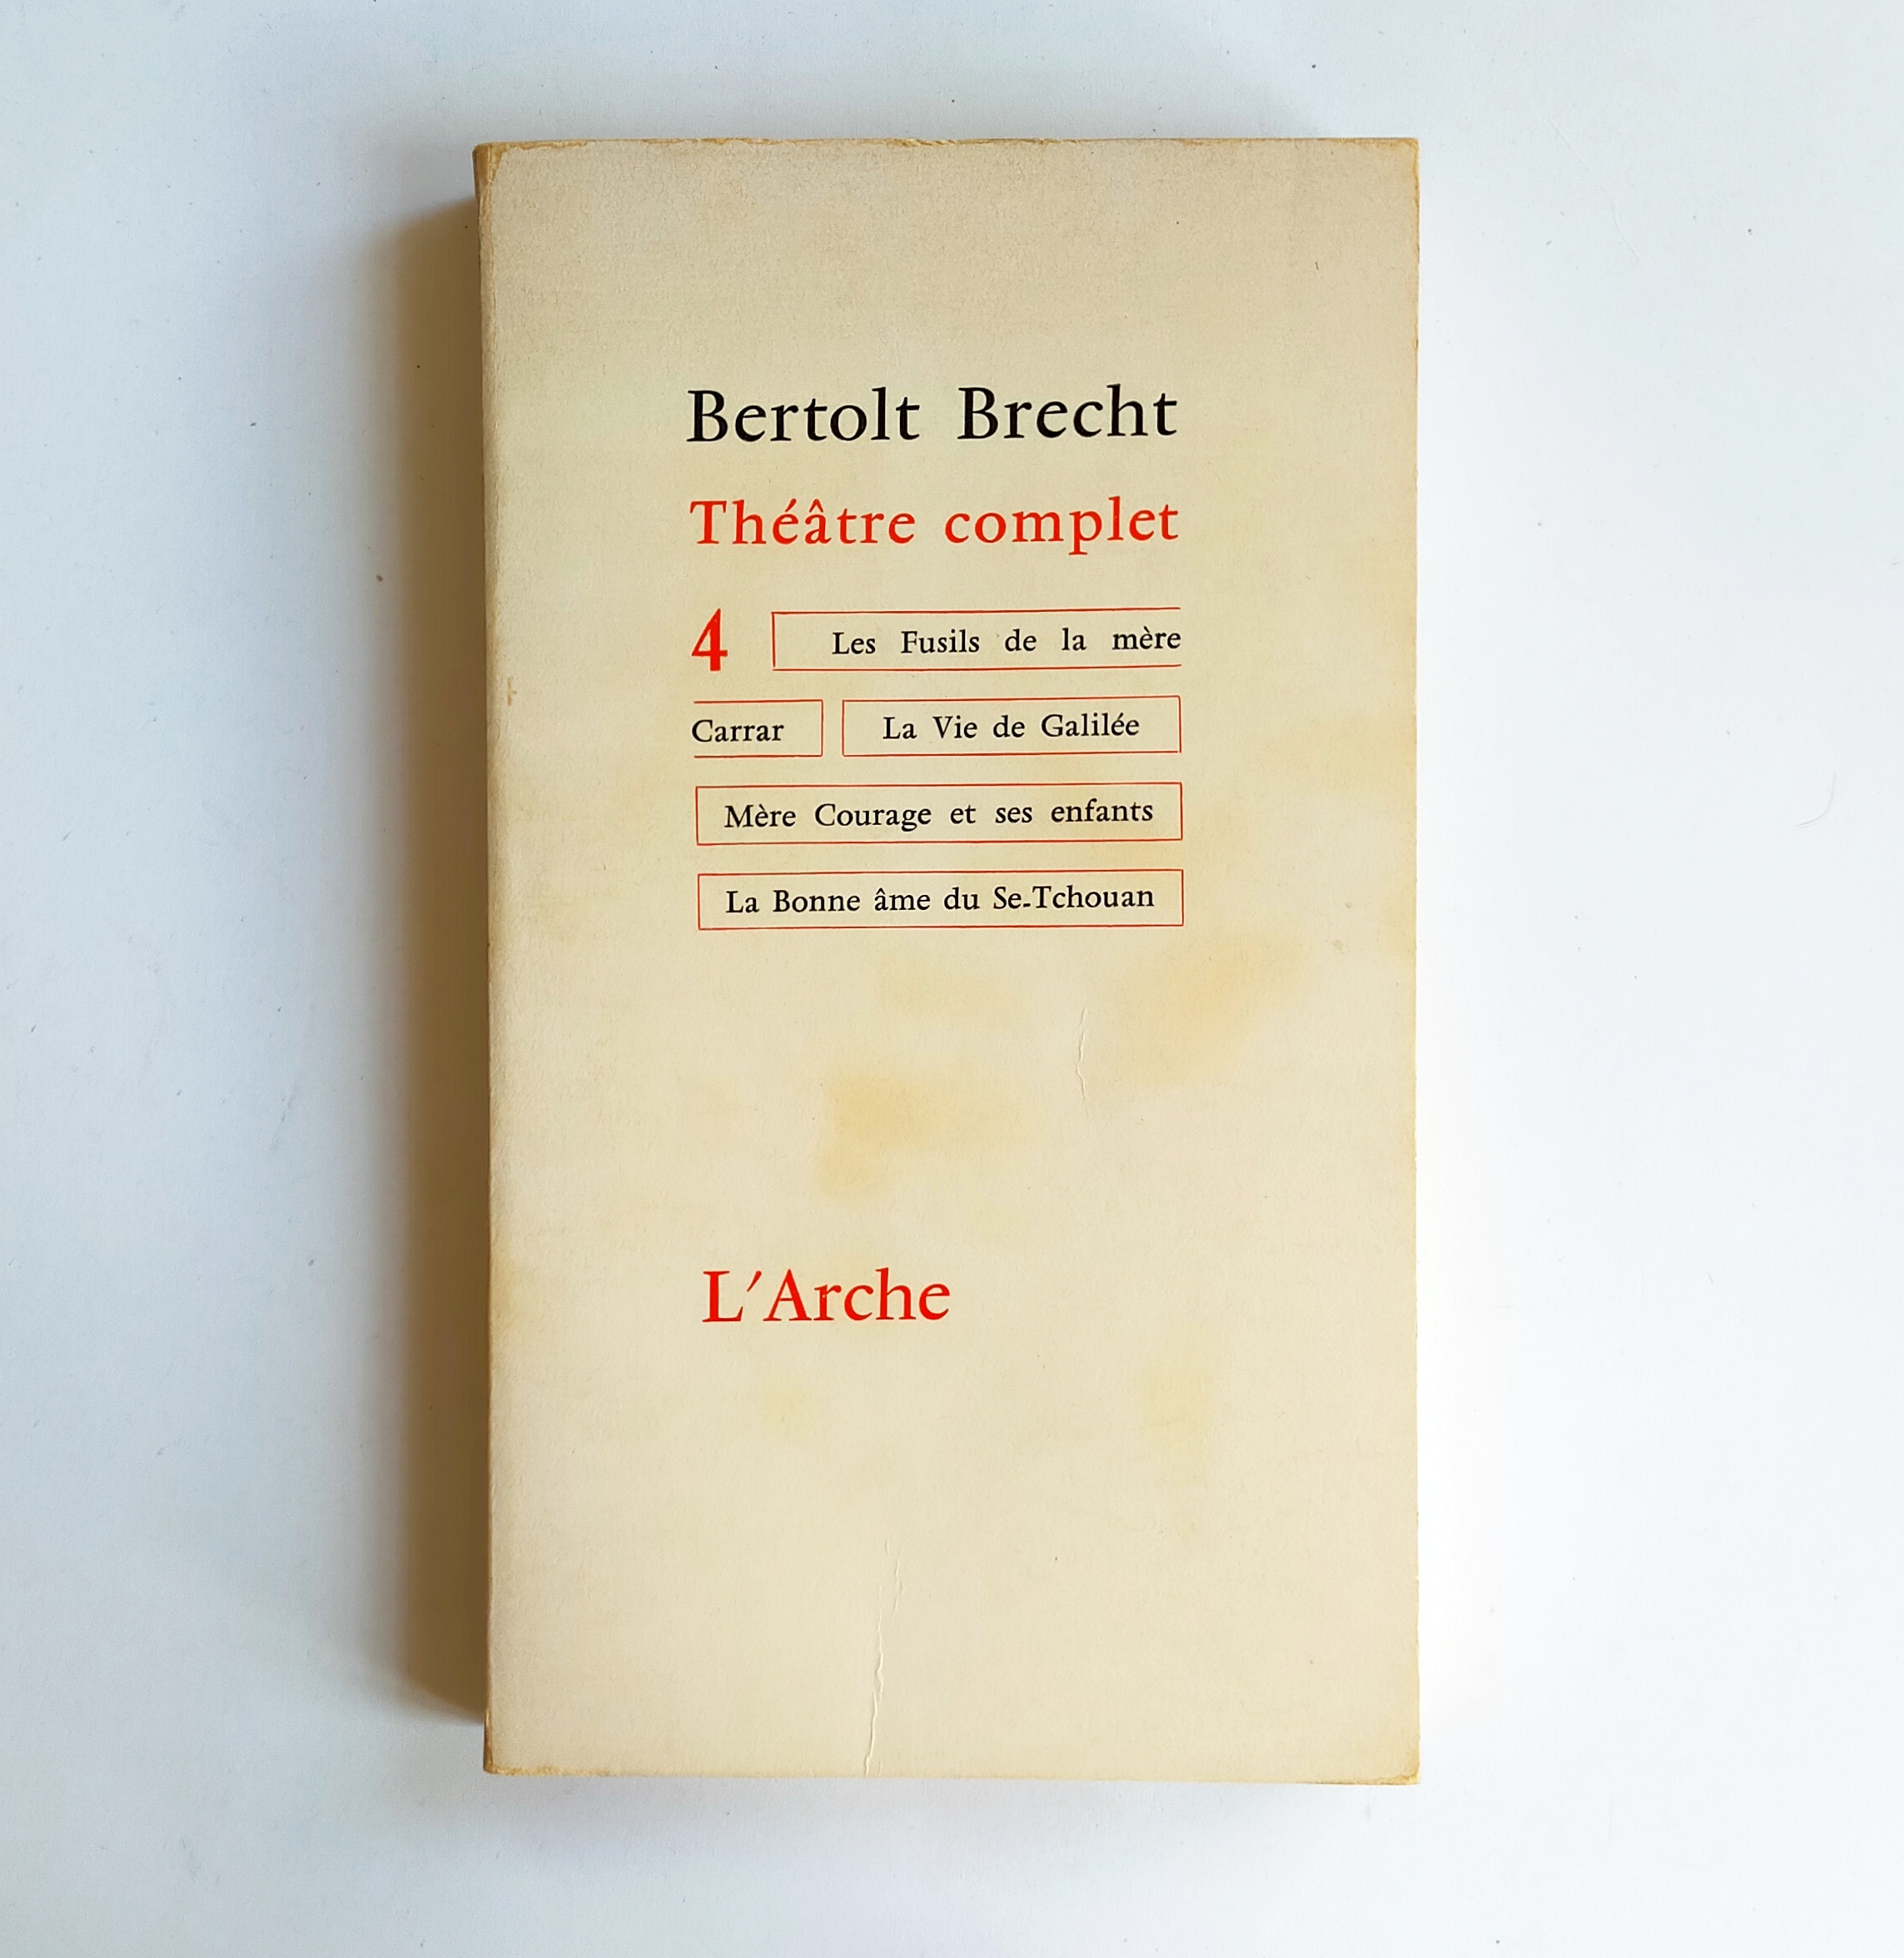 Bertolt Brecht
Théâtre complet
4 Les Fusils de la mère
Carrar La Vie de Galilée
Mère Courage et ses enfants
La Bonne âme du Se-Tchouan
L'Arche